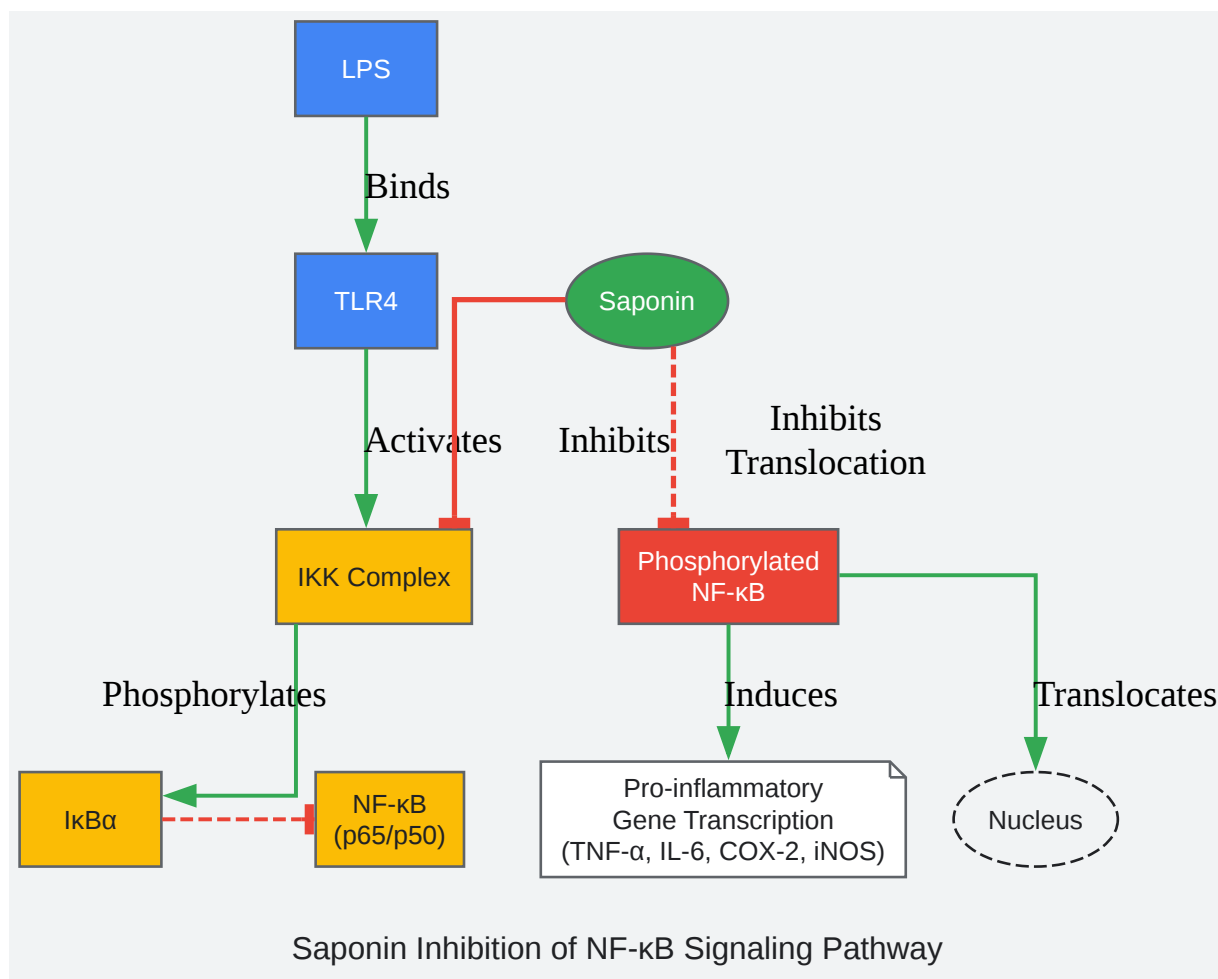 LPS
Binds
TLR4
Saponin
Activates
Inhibits
Inhibits
Translocation
IKK Complex
Phosphorylated
NF-κB
Phosphorylates
Induces
Translocates
IκBα
NF-κB
(p65/p50)
Pro-inflammatory
Gene Transcription
(TNF-α, IL-6, COX-2, iNOS)
Nucleus
Saponin Inhibition of NF-κB Signaling Pathway